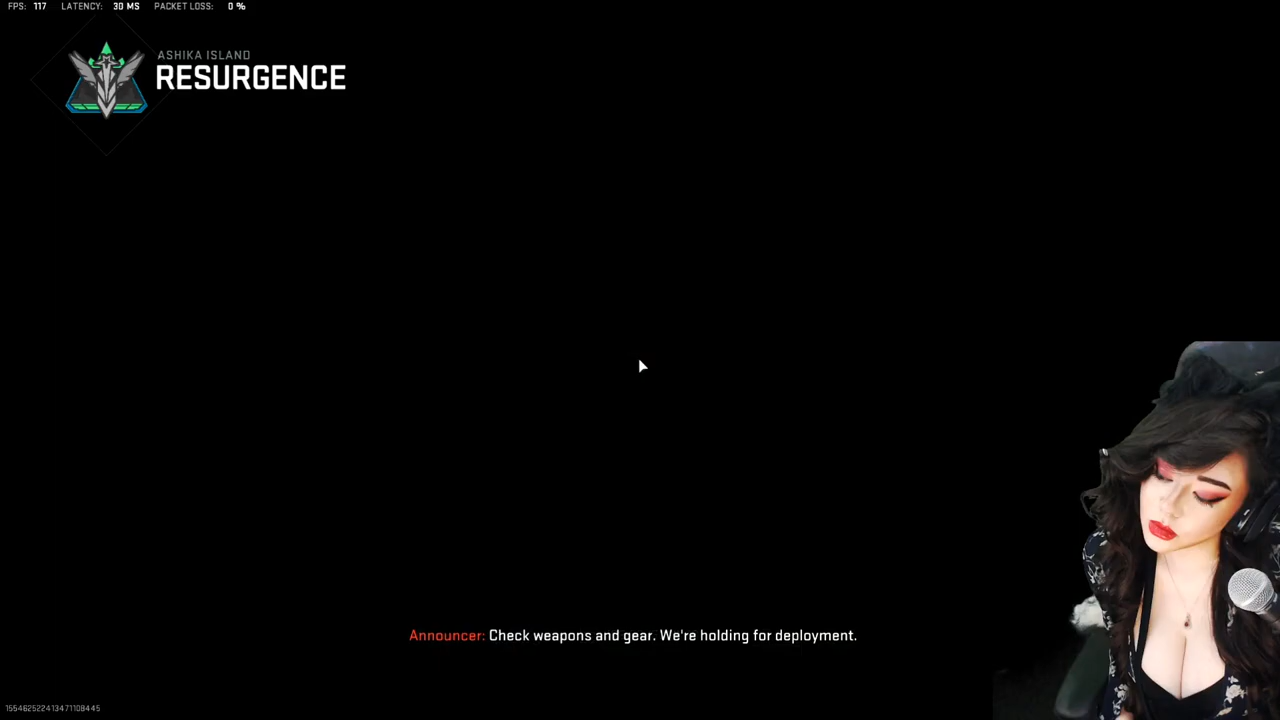 FPS: 117 LATENCY: 30 MS PACKET LOSS: 0 %
ASHIKA ISLAND
RESURGENCE
Announcer: Check weapons and gear. We're holding for deployment.
155462522413471108445